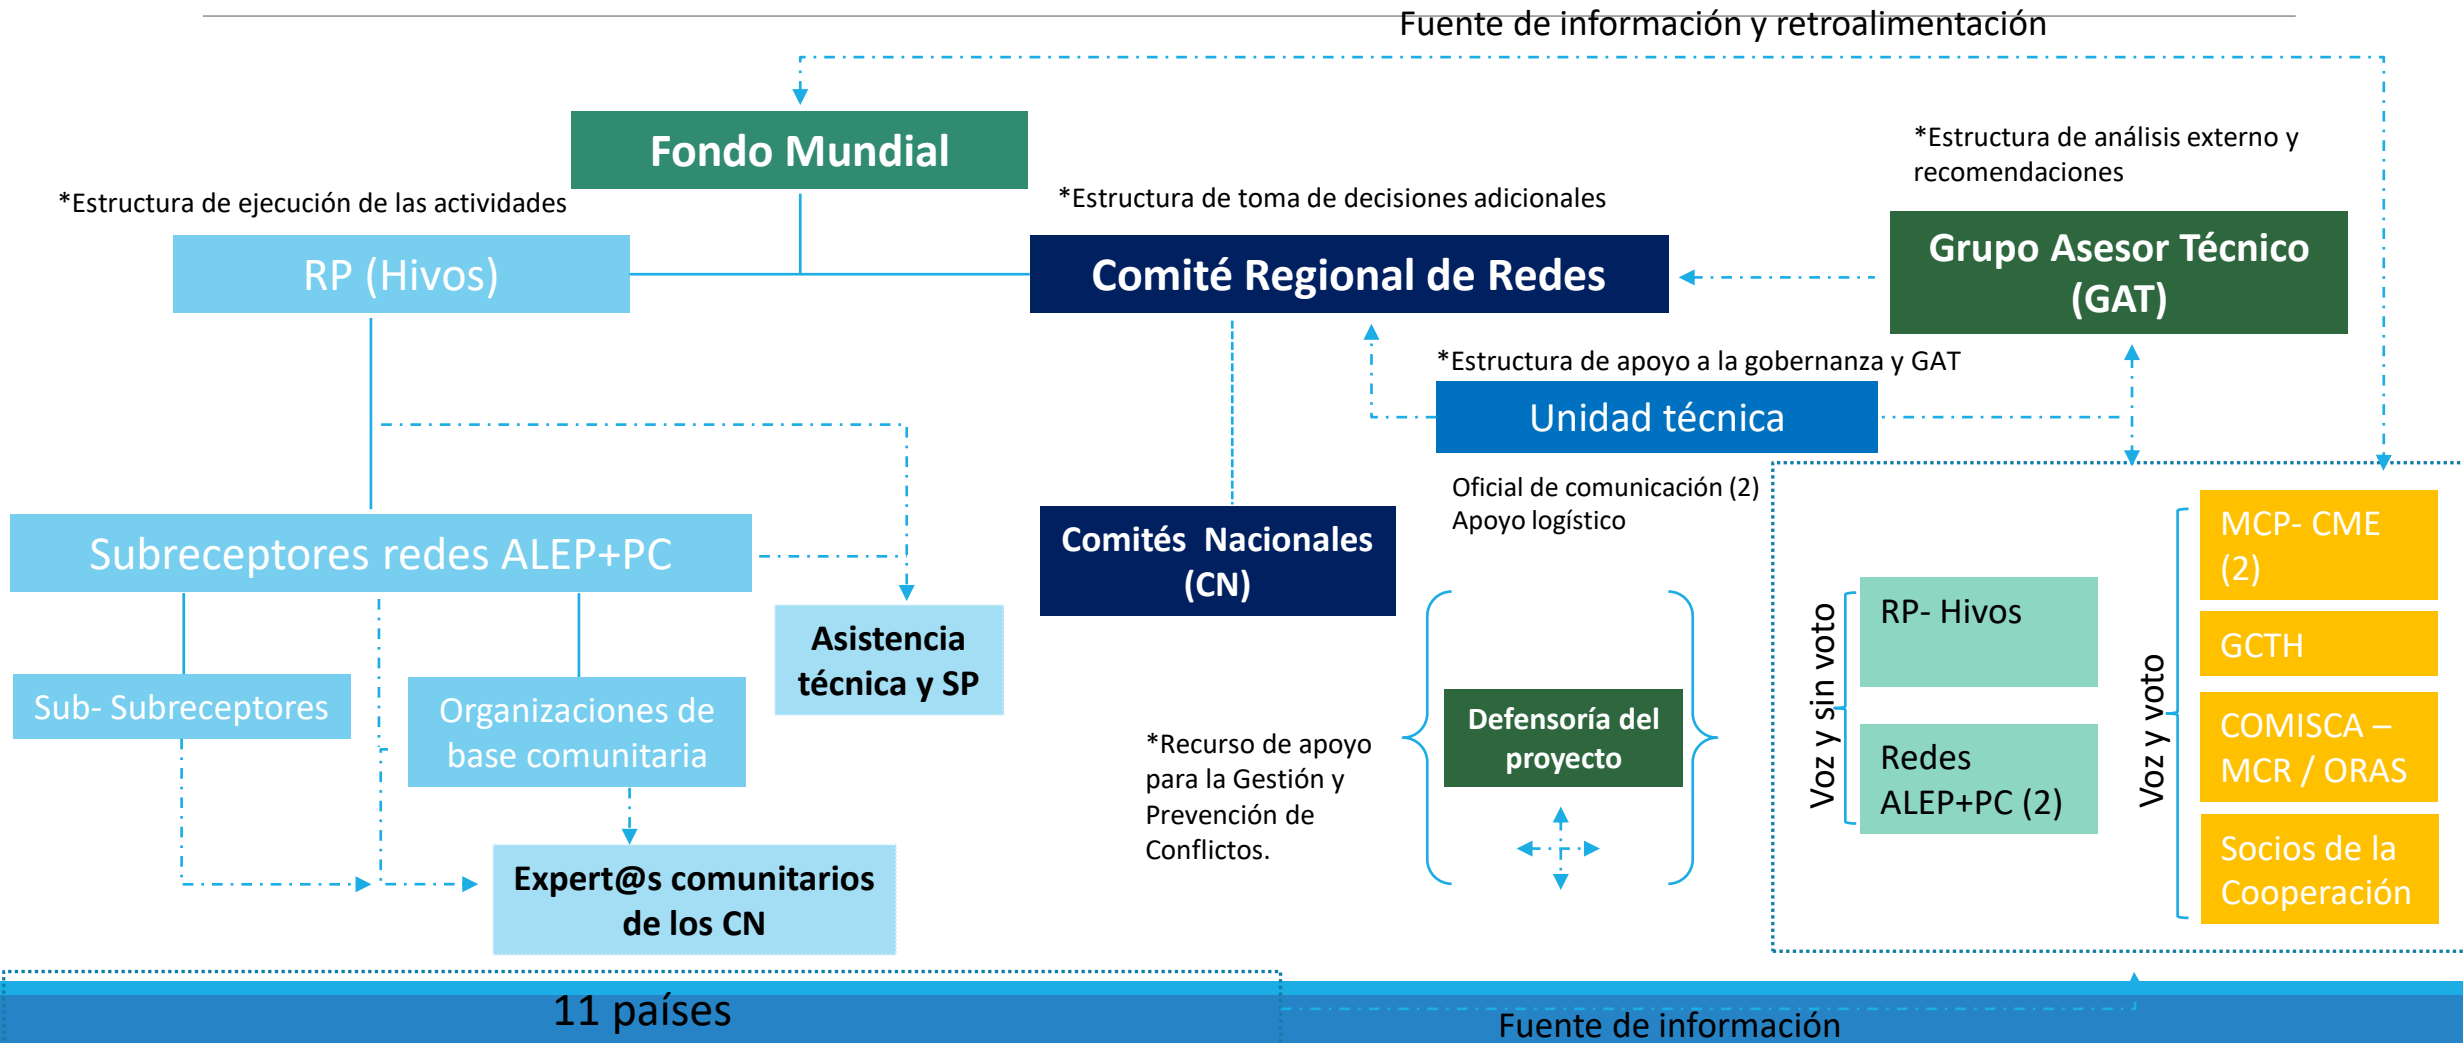 Fuente de información y retroalimentación
Fondo Mundial
*Estructura de análisis externo y
recomendaciones
*Estructura de ejecución de las actividades
*Estructura de toma de decisiones adicionales
RP (Hivos)
Comité Regional de Redes
Grupo Asesor Técnico
(GAT)
*Estructura de apoyo a la gobernanza y GAT
Unidad técnica
Oficial de comunicación (2)
Apoyo logístico
Subreceptores redes ALEP+PC
Comités  Nacionales
(CN)
Asistencia
técnica y SP
Sub- Subreceptores
Organizaciones de
base comunitaria
Expert@s comunitarios
de los CN
*Recurso de apoyo
para la Gestión y
Prevención de
Conflictos.
Defensoría del
proyecto
Voz y sin voto
RP- Hivos
Redes
ALEP+PC (2)
Voz y voto
MCP- CME
(2)
GCTH
COMISCA –
MCR / ORAS
Socios de la
Cooperación
11 países
Fuente de información